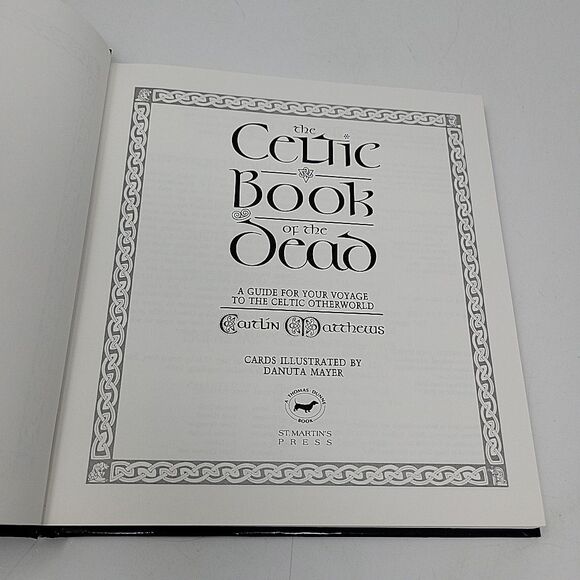 the
Celtic
Book
of the
Dead
A GUIDE FOR YOUR VOYAGE
TO THE CELTIC OTHERWORLD
Caitlín Matthews
CARDS ILLUSTRATED BY
DANUTA MAYER
A THOMAS DUNNE
BOOK
ST. MARTIN'S
PRESS